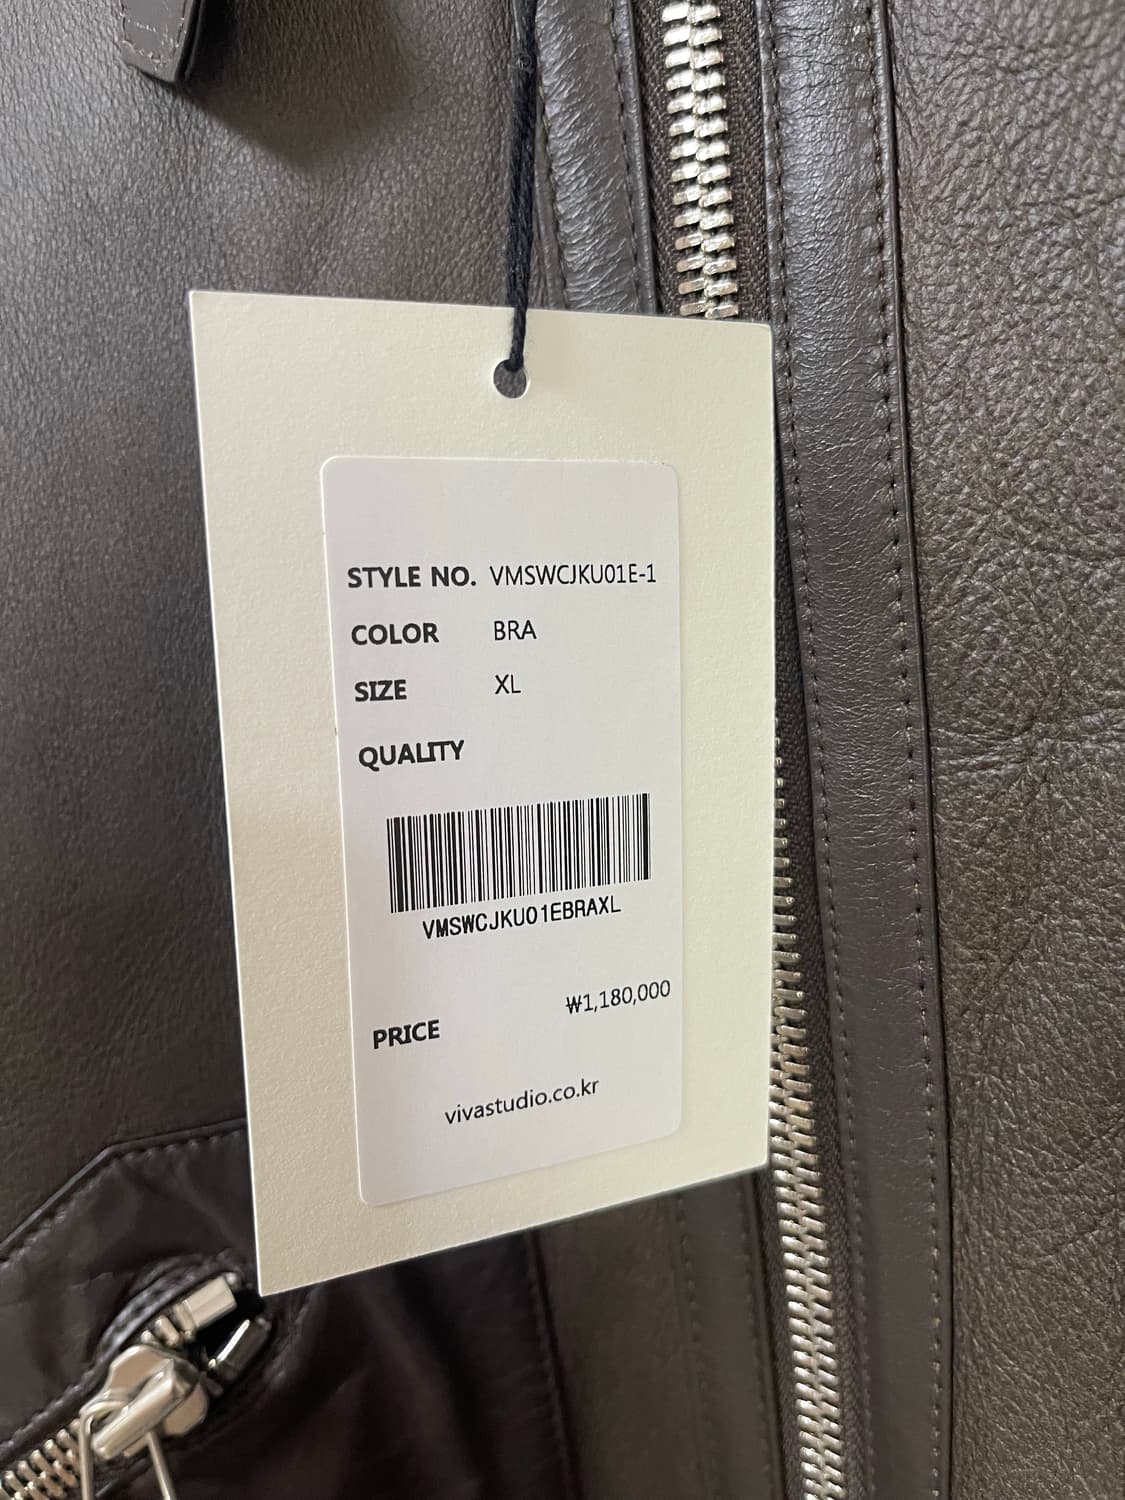 STYLE NO. VMSWCJKU01E-1
COLOR BRA
SIZE XL
QUALITY
VMSWCJKU01EBRAXL
₩1,180,000
PRICE
vivastudio.co.kr